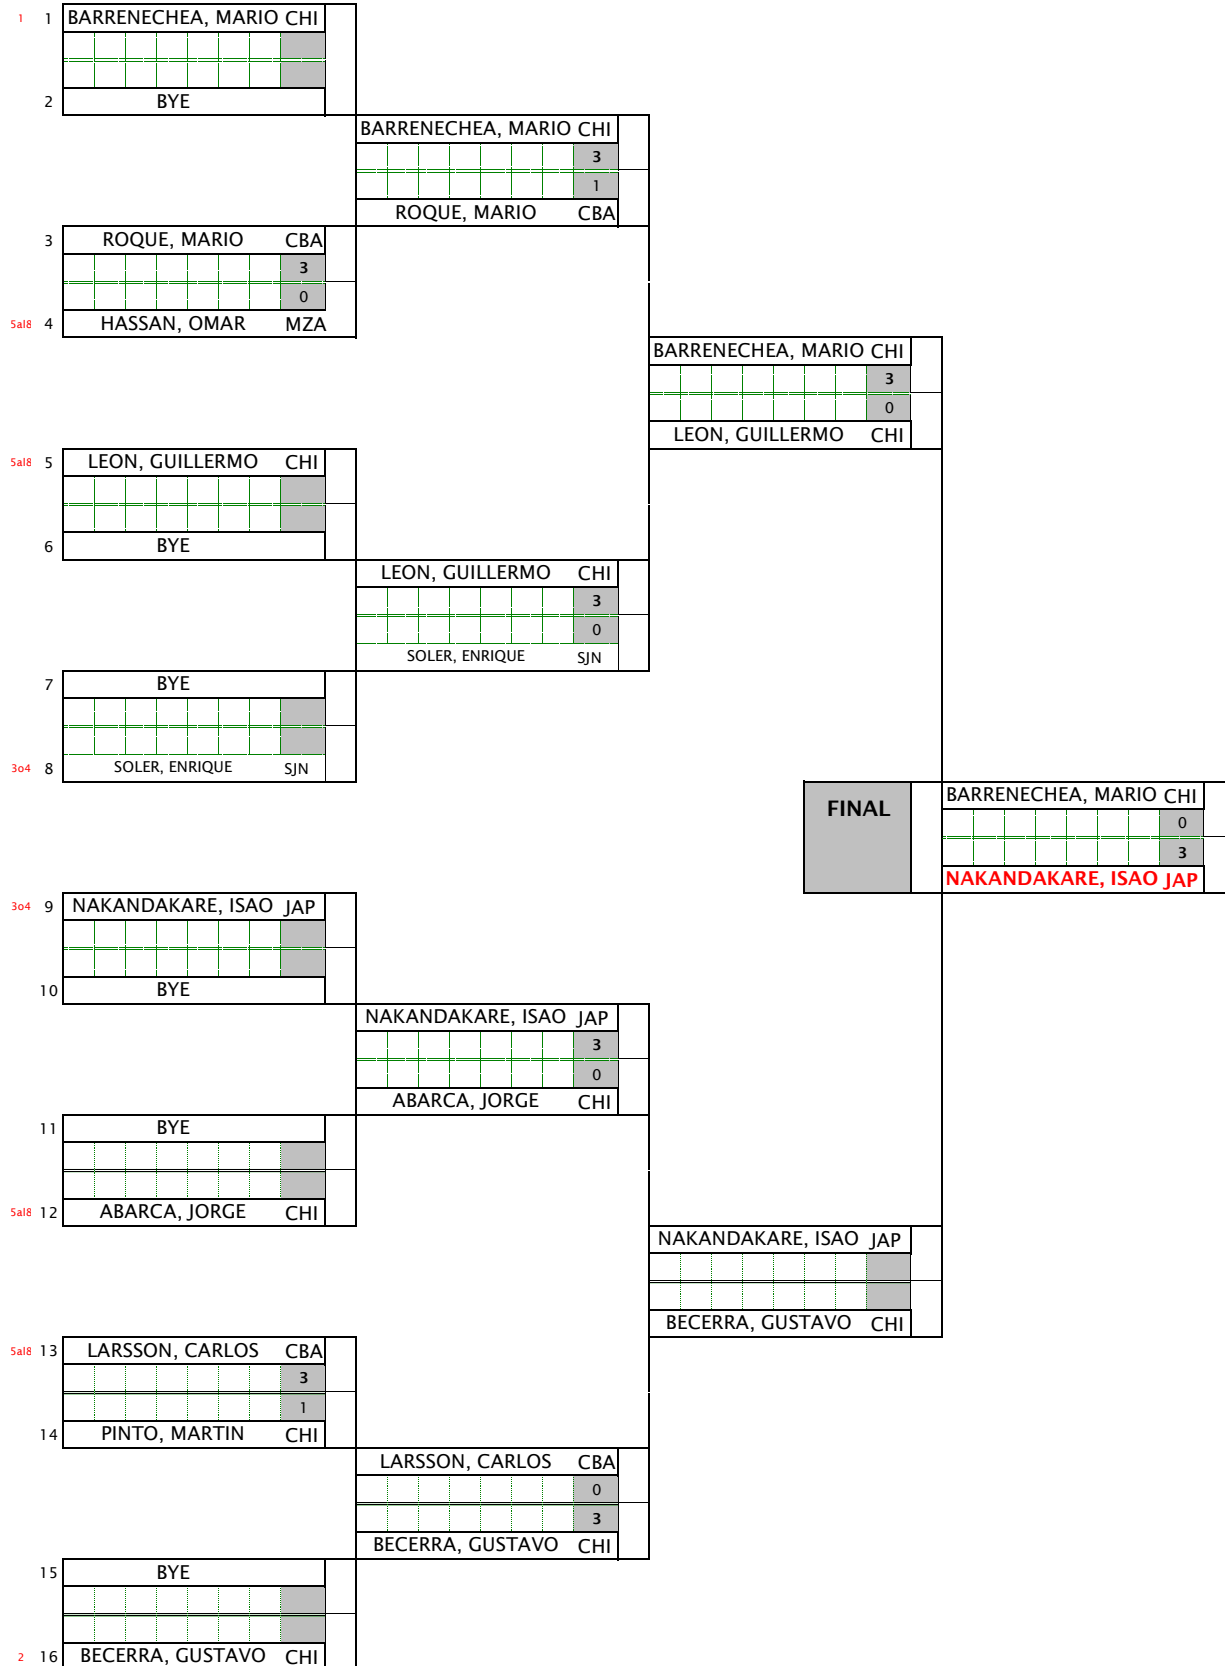 1 1 BARRENECHEA, MARIO CHI
2 BYE
BARRENECHEA, MARIO CHI
3
1
ROQUE, MARIO CBA
3 ROQUE, MARIO CBA
3
0
5al8 4 HASSAN, OMAR MZA
BARRENECHEA, MARIO CHI
3
0
LEON, GUILLERMO CHI
5al8 5 LEON, GUILLERMO CHI
6 BYE
LEON, GUILLERMO CHI
3
0
SOLER, ENRIQUE SJN
7 BYE
3o4 8 SOLER, ENRIQUE SJN
FINAL
BARRENECHEA, MARIO CHI
0
3
NAKANDAKARE, ISAO JAP
3o4 9 NAKANDAKARE, ISAO JAP
10 BYE
NAKANDAKARE, ISAO JAP
3
0
ABARCA, JORGE CHI
11 BYE
5al8 12 ABARCA, JORGE CHI
NAKANDAKARE, ISAO JAP
BECERRA, GUSTAVO CHI
5al8 13 LARSSON, CARLOS CBA
3
1
14 PINTO, MARTIN CHI
LARSSON, CARLOS CBA
0
3
BECERRA, GUSTAVO CHI
15 BYE
2 16 BECERRA, GUSTAVO CHI